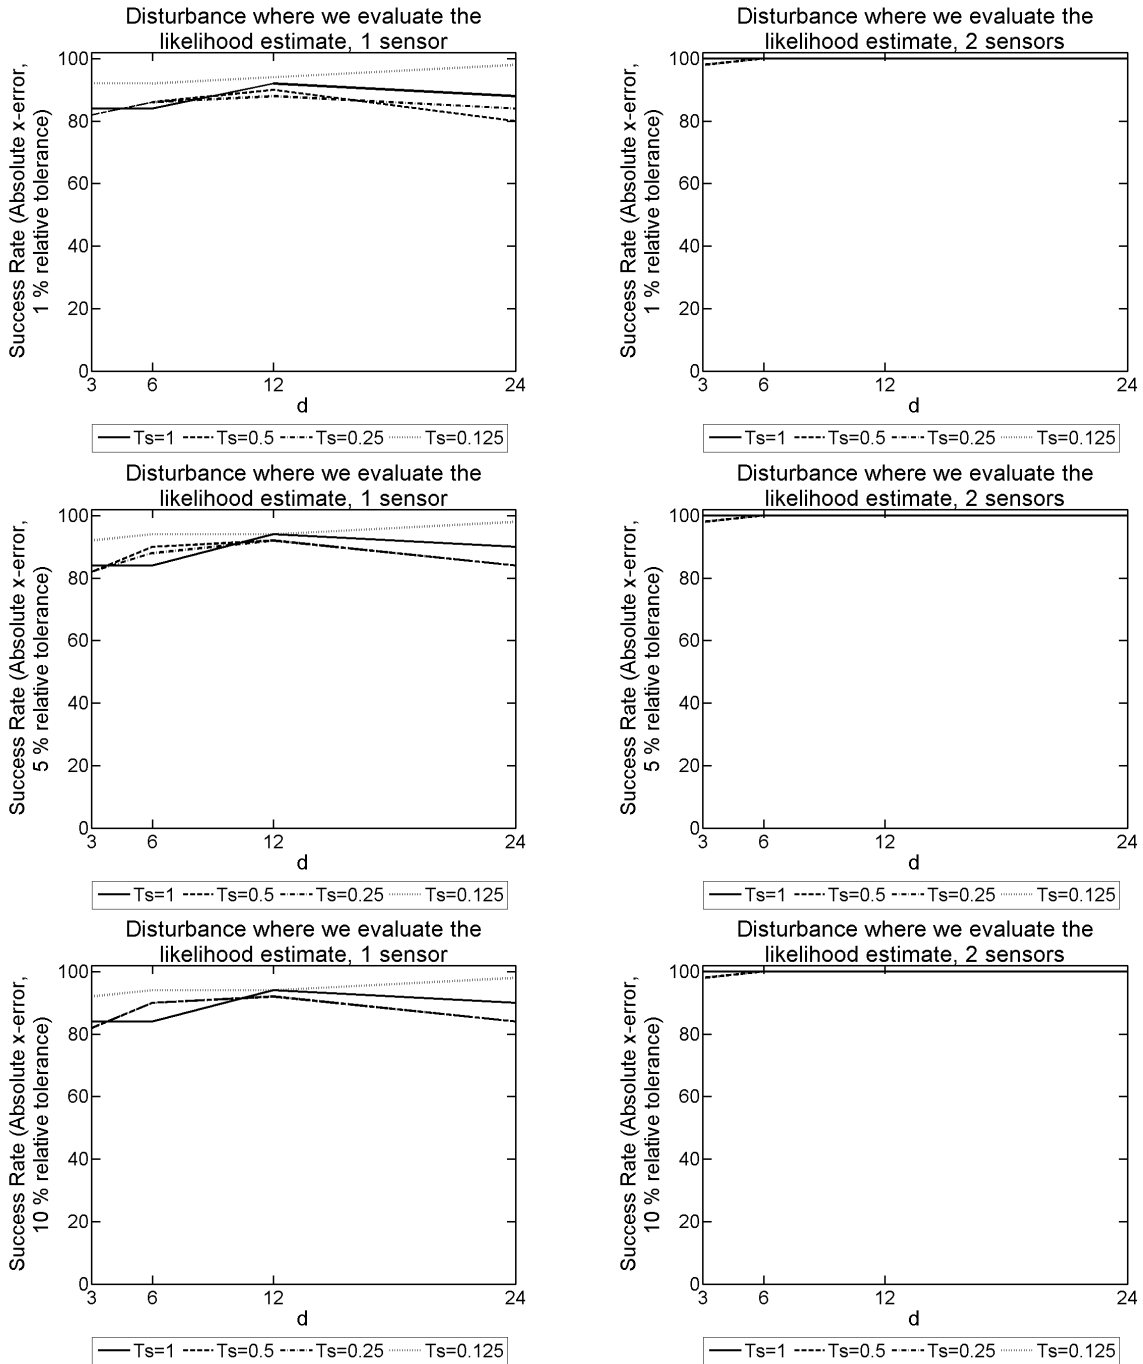 Disturbance where we evaluate the
likelihood estimate, 1 sensor
Success Rate (Absolute x-error,
1 % relative tolerance)
100
80
60
40
20
0
3 6 12 24
d
Ts=1 Ts=0.5 Ts=0.25 Ts=0.125
Disturbance where we evaluate the
likelihood estimate, 2 sensors
Success Rate (Absolute x-error,
1 % relative tolerance)
100
80
60
40
20
0
3 6 12 24
d
Ts=1 Ts=0.5 Ts=0.25 Ts=0.125
Disturbance where we evaluate the
likelihood estimate, 1 sensor
Success Rate (Absolute x-error,
5 % relative tolerance)
100
80
60
40
20
0
3 6 12 24
d
Ts=1 Ts=0.5 Ts=0.25 Ts=0.125
Disturbance where we evaluate the
likelihood estimate, 2 sensors
Success Rate (Absolute x-error,
5 % relative tolerance)
100
80
60
40
20
0
3 6 12 24
d
Ts=1 Ts=0.5 Ts=0.25 Ts=0.125
Disturbance where we evaluate the
likelihood estimate, 1 sensor
Success Rate (Absolute x-error,
10 % relative tolerance)
100
80
60
40
20
0
3 6 12 24
d
Ts=1 Ts=0.5 Ts=0.25 Ts=0.125
Disturbance where we evaluate the
likelihood estimate, 2 sensors
Success Rate (Absolute x-error,
10 % relative tolerance)
100
80
60
40
20
0
3 6 12 24
d
Ts=1 Ts=0.5 Ts=0.25 Ts=0.125